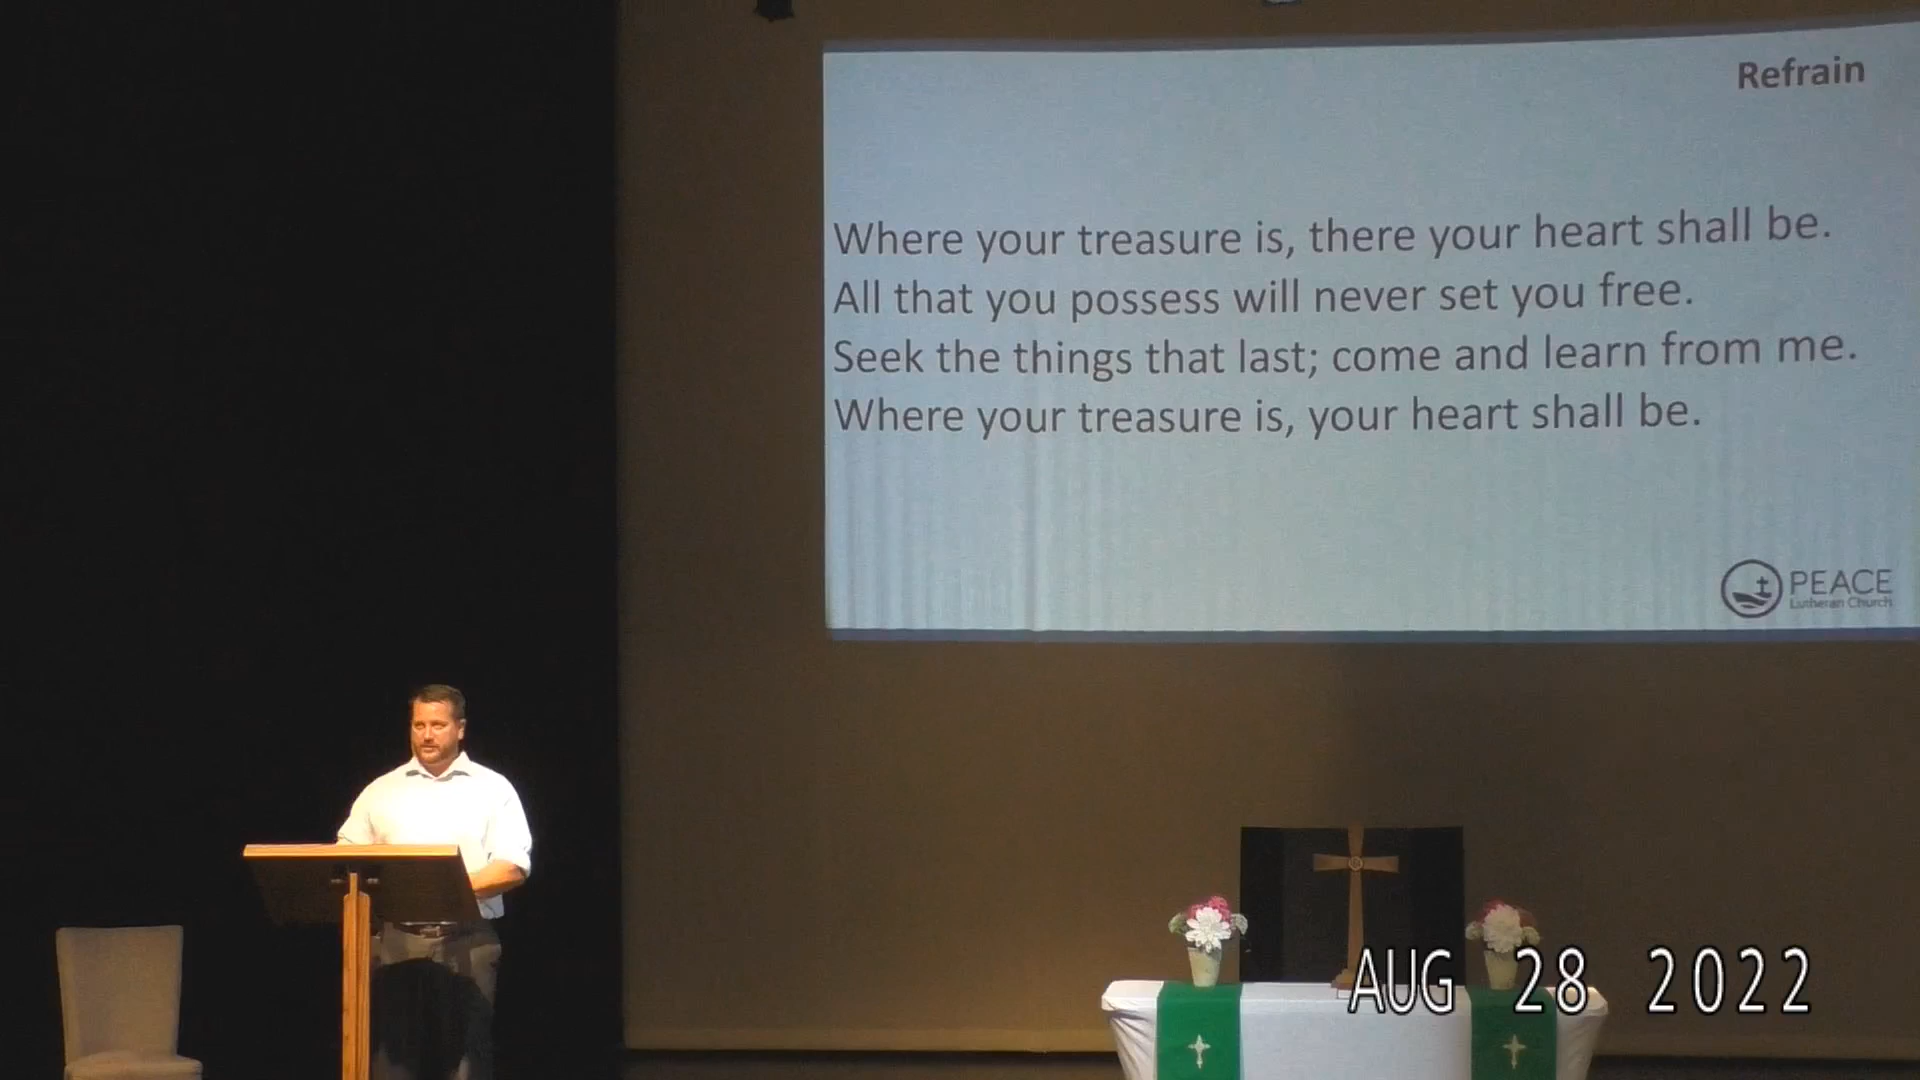 Refrain
Where your treasure is, there your heart shall be.
All that you possess will never set you free.
Seek the things that last; come and learn from me.
Where your treasure is, your heart shall be.
PEACE
Lutheran Church
AUG 28 2022